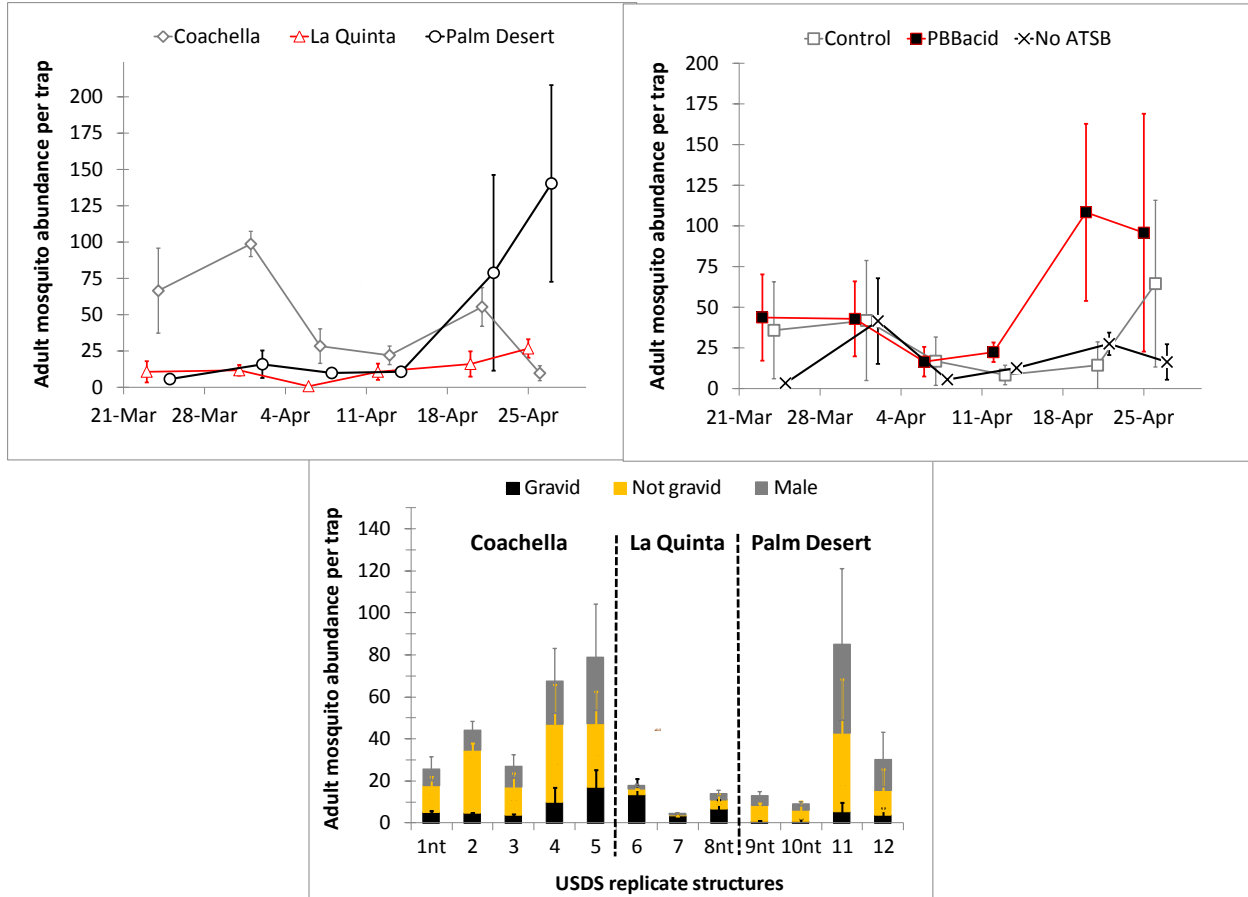 Coachella La Quinta Palm Desert
Adult mosquito abundance per trap
200
175
150
125
100
75
50
25
0
21-Mar 28-Mar 4-Apr 11-Apr 18-Apr 25-Apr
Control PBBacid No ATSB
Adult mosquito abundance per trap
200
175
150
125
100
75
50
25
0
21-Mar 28-Mar 4-Apr 11-Apr 18-Apr 25-Apr
Gravid Not gravid Male
Adult mosquito abundance per trap
140
120
100
80
60
40
20
0
Coachella La Quinta Palm Desert
1nt 2 3 4 5 6 7 8nt 9nt 10nt 11 12
USDS replicate structures